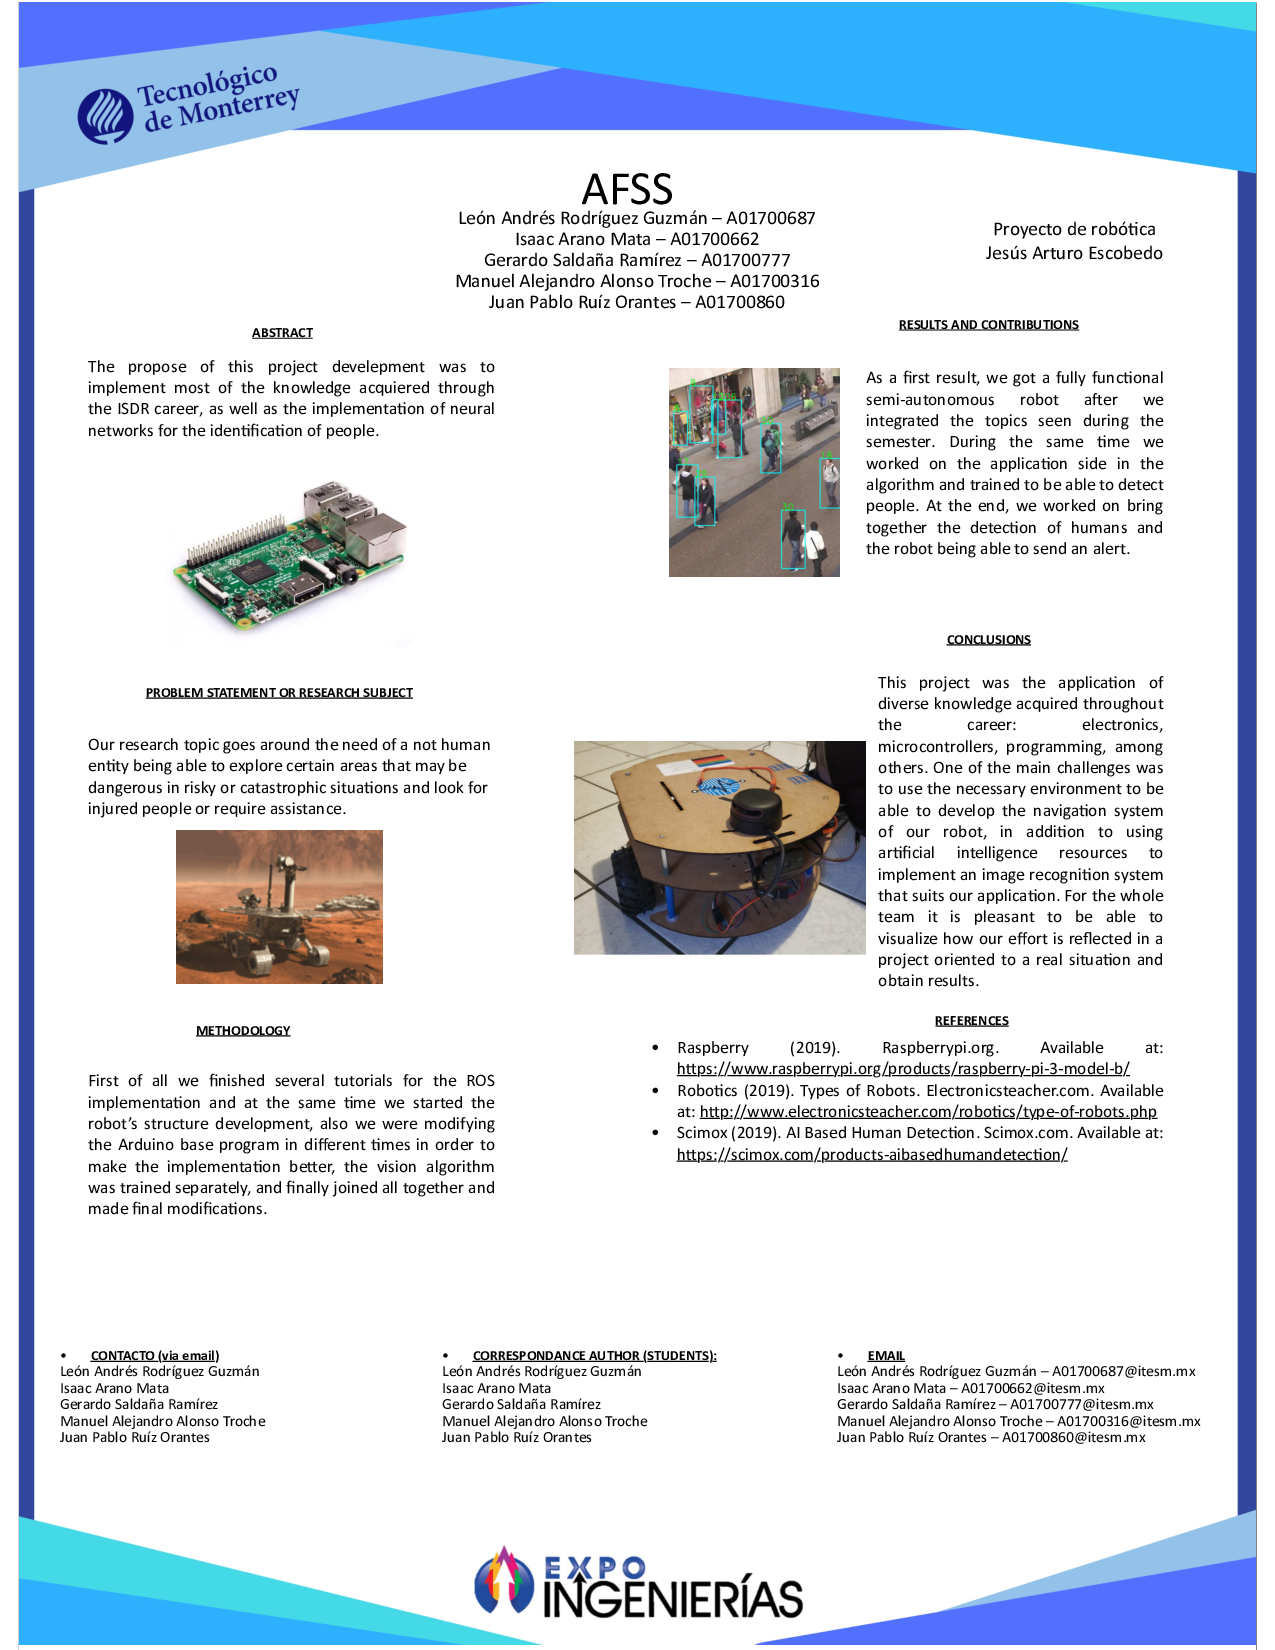 Tecnológico
de Monterrey
AFSS
León Andrés Rodríguez Guzmán – A01700687
Isaac Arano Mata – A01700662
Gerardo Saldaña Ramírez – A01700777
Manuel Alejandro Alonso Troche – A01700316
Juan Pablo Ruíz Orantes – A01700860
Proyecto de robótica
Jesús Arturo Escobedo
ABSTRACT
The propose of this project develepment was to
implement most of the knowledge acquiered through
the ISDR career, as well as the implementation of neural
networks for the identification of people.
PROBLEM STATEMENT OR RESEARCH SUBJECT
Our research topic goes around the need of a not human
entity being able to explore certain areas that may be
dangerous in risky or catastrophic situations and look for
injured people or require assistance.
METHODOLOGY
First of all we finished several tutorials for the ROS
implementation and at the same time we started the
robot’s structure development, also we were modifying
the Arduino base program in different times in order to
make the implementation better, the vision algorithm
was trained separately, and finally joined all together and
made final modifications.
RESULTS AND CONTRIBUTIONS
As a first result, we got a fully functional
semi-autonomous robot after we
integrated the topics seen during the
semester. During the same time we
worked on the application side in the
algorithm and trained to be able to detect
people. At the end, we worked on bring
together the detection of humans and
the robot being able to send an alert.
CONCLUSIONS
This project was the application of
diverse knowledge acquired throughout
the career: electronics,
microcontrollers, programming, among
others. One of the main challenges was
to use the necessary environment to be
able to develop the navigation system
of our robot, in addition to using
artificial intelligence resources to
implement an image recognition system
that suits our application. For the whole
team it is pleasant to be able to
visualize how our effort is reflected in a
project oriented to a real situation and
obtain results.
REFERENCES
• Raspberry (2019). Raspberrypi.org. Available at:
https://www.raspberrypi.org/products/raspberry-pi-3-model-b/
• Robotics (2019). Types of Robots. Electronicsteacher.com. Available
at: http://www.electronicsteacher.com/robotics/type-of-robots.php
• Scimox (2019). AI Based Human Detection. Scimox.com. Available at:
https://scimox.com/products-aibasedhumandetection/
• CONTACTO (via email)
León Andrés Rodríguez Guzmán
Isaac Arano Mata
Gerardo Saldaña Ramírez
Manuel Alejandro Alonso Troche
Juan Pablo Ruíz Orantes
• CORRESPONDANCE AUTHOR (STUDENTS):
León Andrés Rodríguez Guzmán
Isaac Arano Mata
Gerardo Saldaña Ramírez
Manuel Alejandro Alonso Troche
Juan Pablo Ruíz Orantes
• EMAIL
León Andrés Rodríguez Guzmán – A01700687@itesm.mx
Isaac Arano Mata – A01700662@itesm.mx
Gerardo Saldaña Ramírez – A01700777@itesm.mx
Manuel Alejandro Alonso Troche – A01700316@itesm.mx
Juan Pablo Ruíz Orantes – A01700860@itesm.mx
EXPO
INGENIERÍAS